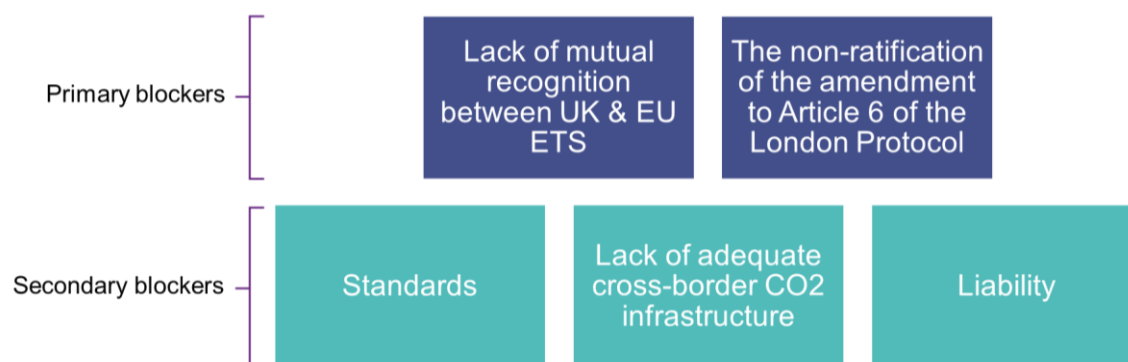 Primary blockers
Lack of mutual
recognition
between UK & EU
ETS
The non-ratification
of the amendment
to Article 6 of the
London Protocol
Secondary blockers
Standards
Lack of adequate
cross-border CO2
infrastructure
Liability